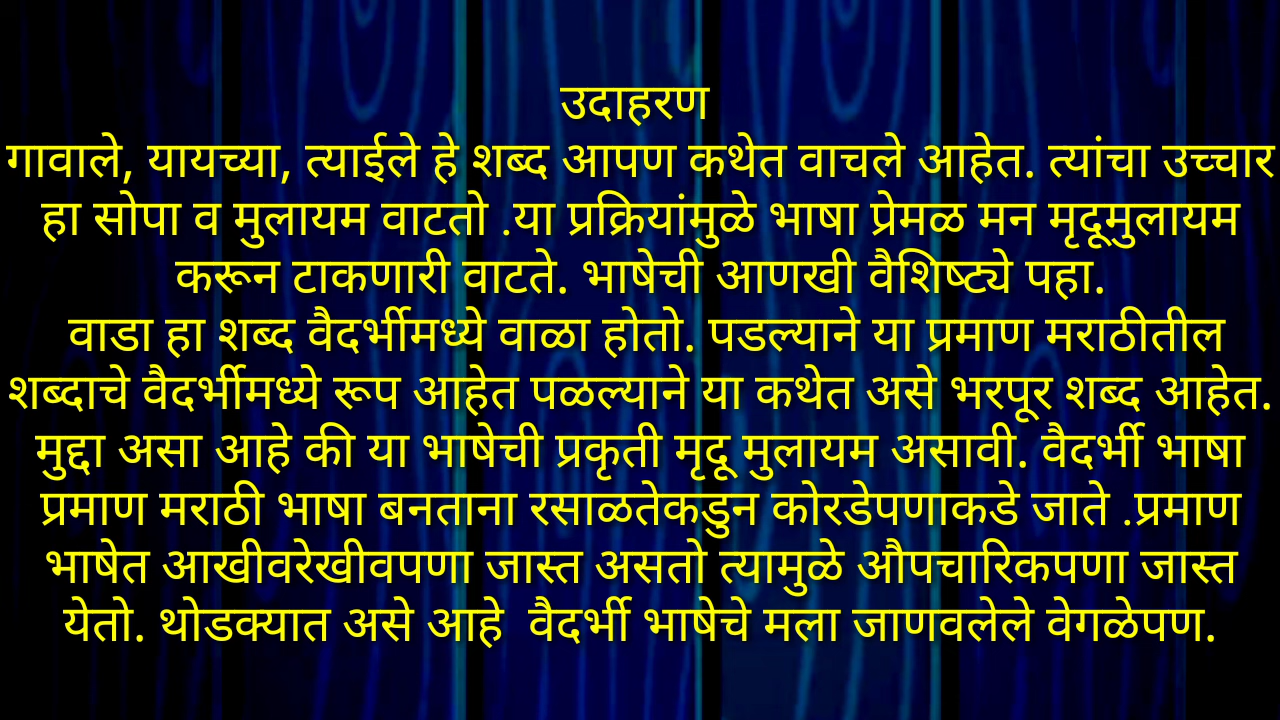 उदाहरण
गावाले, यायच्या, त्याईले हे शब्द आपण कथेत वाचले आहेत. त्यांचा उच्चार
हा सोपा व मुलायम वाटतो .या प्रक्रियांमुळे भाषा प्रेमळ मन मृदूमुलायम
करून टाकणारी वाटते. भाषेची आणखी वैशिष्ट्ये पहा.
वाडा हा शब्द वैदर्भीमध्ये वाळा होतो. पडल्याने या प्रमाण मराठीतील
शब्दाचे वैदर्भीमध्ये रूप आहेत पळल्याने या कथेत असे भरपूर शब्द आहेत.
मुद्दा असा आहे की या भाषेची प्रकृती मृदू मुलायम असावी. वैदर्भी भाषा
प्रमाण मराठी भाषा बनताना रसाळतेकडुन कोरडेपणाकडे जाते .प्रमाण
भाषेत आखीवरेखीवपणा जास्त असतो त्यामुळे औपचारिकपणा जास्त
येतो. थोडक्यात असे आहे वैदर्भी भाषेचे मला जाणवलेले वेगळेपण.